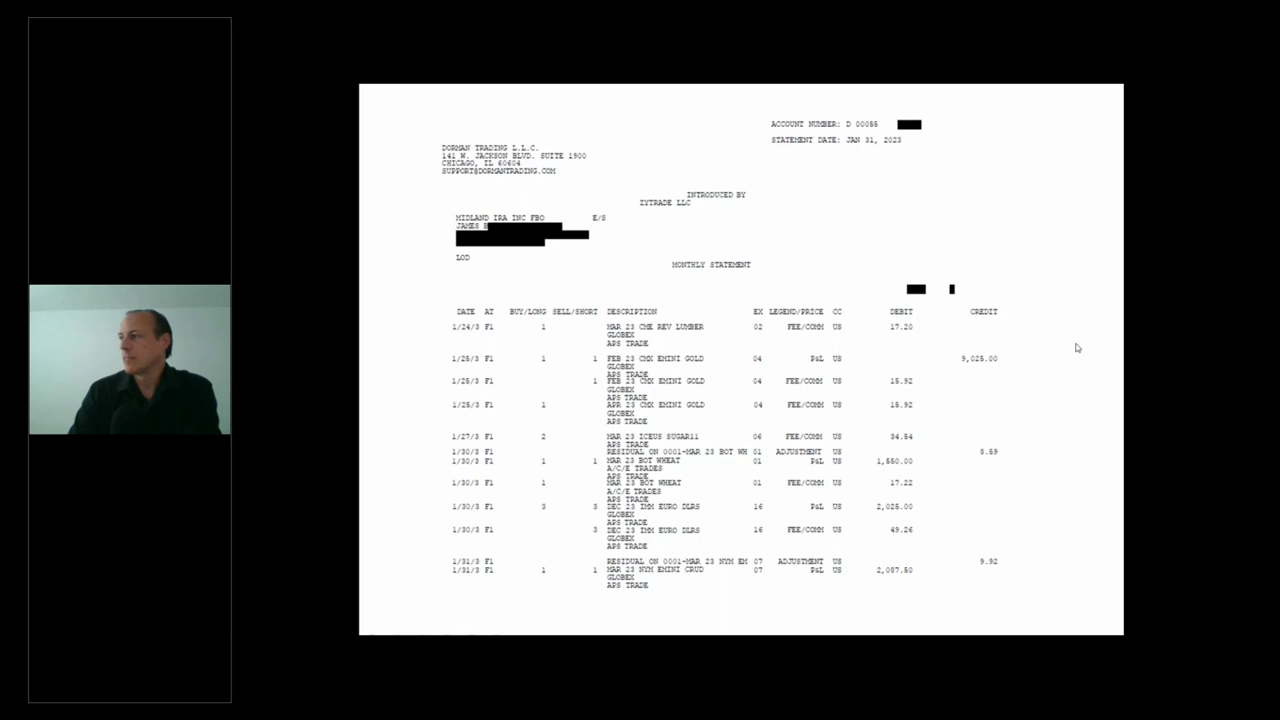 ACCOUNT NUMBER: D 00055
STATEMENT DATE: JAN 31, 2023
DORMAN TRADING L.L.C.
141 W. JACKSON BLVD. SUITE 1900
CHICAGO, IL 60604
SUPPORT@DORMANTRADING.COM
INTRODUCED BY
ZYTRADE LLC
MIDLAND IRA INC FBO E/S
JAMES
LOD
MONTHLY STATEMENT
DATE AT BUY/LONG SELL/SHORT DESCRIPTION EX LEGEND/PRICE CC DEBIT CREDIT
1/24/3 F1 1 MAR 23 CME REV LUMBER 02 FEE/COMM US 17.20
GLOBEX
APS TRADE
1/25/3 F1 1 1 FEB 23 CMX EMINI GOLD 04 P&L US 9,025.00
GLOBEX
APS TRADE
1/25/3 F1 1 FEB 23 CMX EMINI GOLD 04 FEE/COMM US 15.92
GLOBEX
APS TRADE
1/25/3 F1 1 APR 23 CMX EMINI GOLD 04 FEE/COMM US 15.92
GLOBEX
APS TRADE
1/27/3 F1 2 MAR 23 ICEUS SUGAR11 06 FEE/COMM US 34.54
APS TRADE
1/30/3 F1 RESIDUAL ON 0001-MAR 23 BOT WH 01 ADJUSTMENT US 8.59
1/30/3 F1 1 1 MAR 23 BOT WHEAT 01 P&L US 1,550.00
A/C/E TRADES
APS TRADE
1/30/3 F1 1 MAR 23 BOT WHEAT 01 FEE/COMM US 17.22
A/C/E TRADES
APS TRADE
1/30/3 F1 3 3 DEC 23 IMM EURO DLRS 16 P&L US 2,025.00
GLOBEX
APS TRADE
1/30/3 F1 3 DEC 23 IMM EURO DLRS 16 FEE/COMM US 49.26
GLOBEX
APS TRADE
1/31/3 F1 RESIDUAL ON 0001-MAR 23 NYM EM 07 ADJUSTMENT US 9.92
1/31/3 F1 1 1 MAR 23 NYM EMINI CRUD 07 P&L US 2,087.50
GLOBEX
APS TRADE